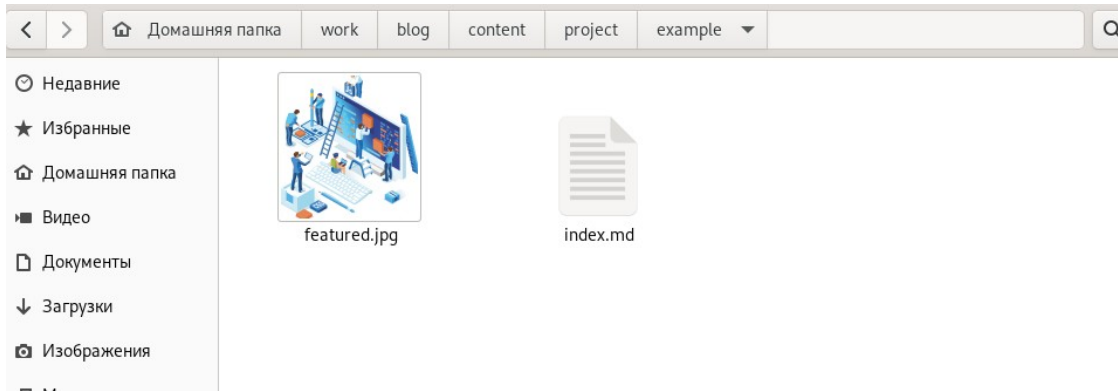 Домашняя папка work blog content project example
Недавние
Избранные
Домашняя папка
Видео
Документы
Загрузки
Изображения
featured.jpg index.md